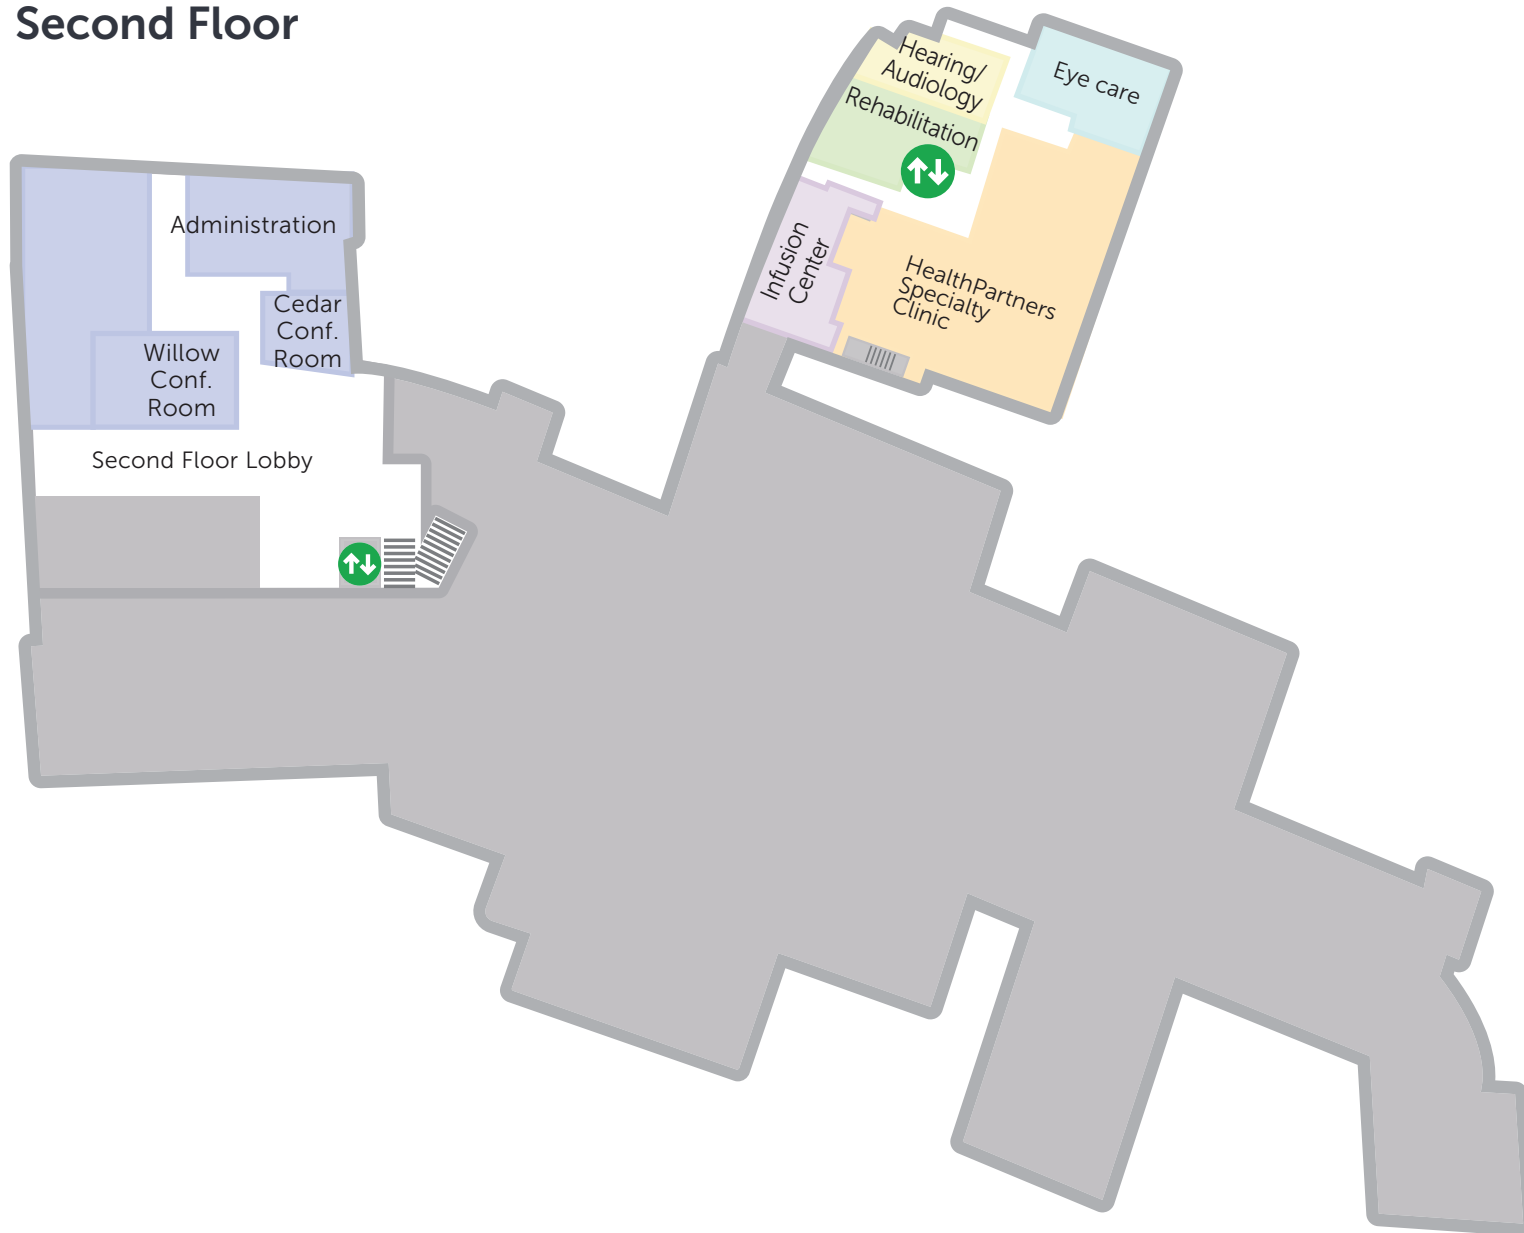 Second Floor
Hearing/
Audiology
Rehabilitation
Eye care
Infusion
Center
HealthPartners
Specialty
Clinic
Administration
Cedar
Conf.
Room
Willow
Conf.
Room
Second Floor Lobby